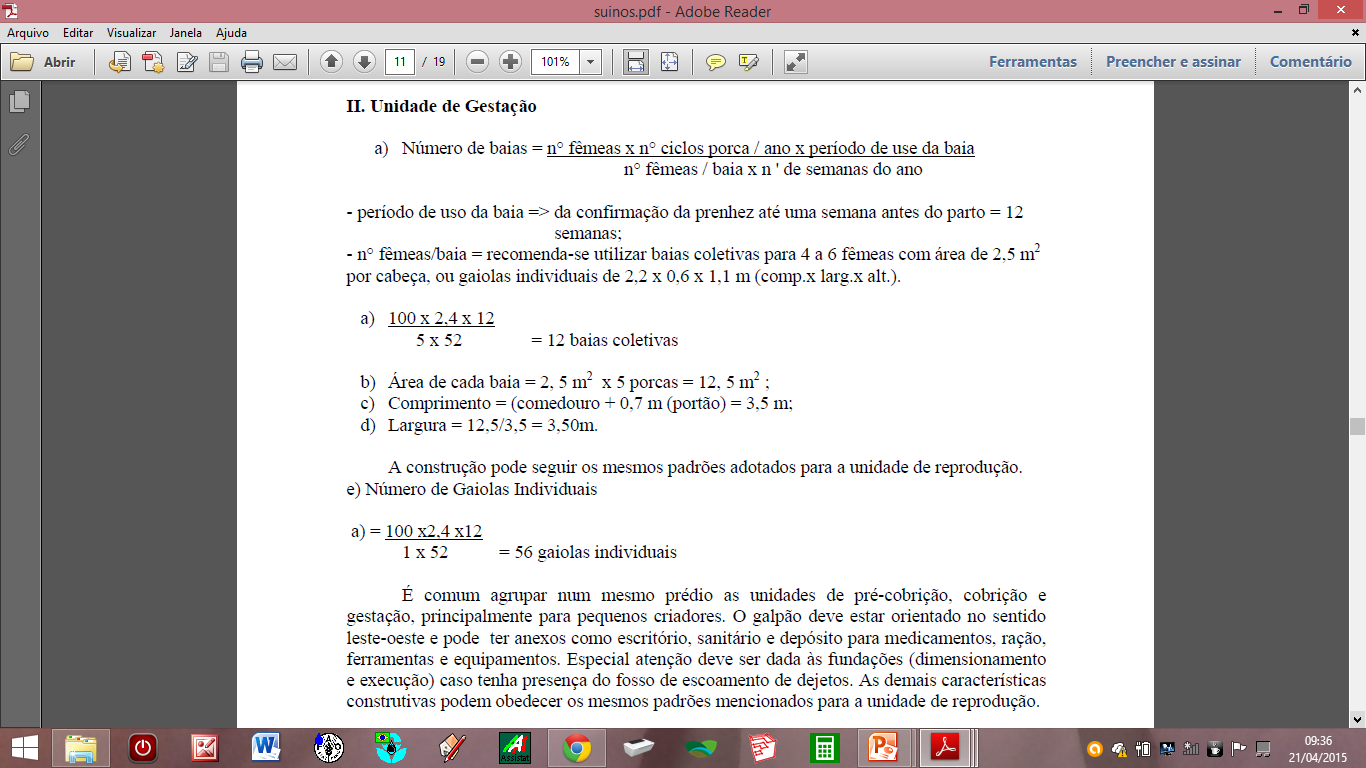 suinos.pdf - Adobe Reader
Arquivo Editar Visualizar Janela Ajuda
Abrir 11 / 19 101% Ferramentas Preencher e assinar Comentário
II. Unidade de Gestação
a) Número de baias = n° fêmeas x n° ciclos porca / ano x período de use da baia
n° fêmeas / baia x n ' de semanas do ano
- período de uso da baia => da confirmação da prenhez até uma semana antes do parto = 12
semanas;
- n° fêmeas/baia = recomenda-se utilizar baias coletivas para 4 a 6 fêmeas com área de 2,5 m²
por cabeça, ou gaiolas individuais de 2,2 x 0,6 x 1,1 m (comp.x larg.x alt.).
a) 100 x 2,4 x 12
5 x 52 = 12 baias coletivas
b) Área de cada baia = 2, 5 m² x 5 porcas = 12, 5 m² ;
c) Comprimento = (comedouro + 0,7 m (portão) = 3,5 m;
d) Largura = 12,5/3,5 = 3,50m.
A construção pode seguir os mesmos padrões adotados para a unidade de reprodução.
e) Número de Gaiolas Individuais
a) = 100 x2,4 x12
1 x 52 = 56 gaiolas individuais
É comum agrupar num mesmo prédio as unidades de pré-cobrição, cobrição e
gestação, principalmente para pequenos criadores. O galpão deve estar orientado no sentido
leste-oeste e pode ter anexos como escritório, sanitário e depósito para medicamentos, ração,
ferramentas e equipamentos. Especial atenção deve ser dada às fundações (dimensionamento
e execução) caso tenha presença do fosso de escoamento de dejetos. As demais características
construtivas podem obedecer os mesmos padrões mencionados para a unidade de reprodução.
Assistat
09:36
21/04/2015